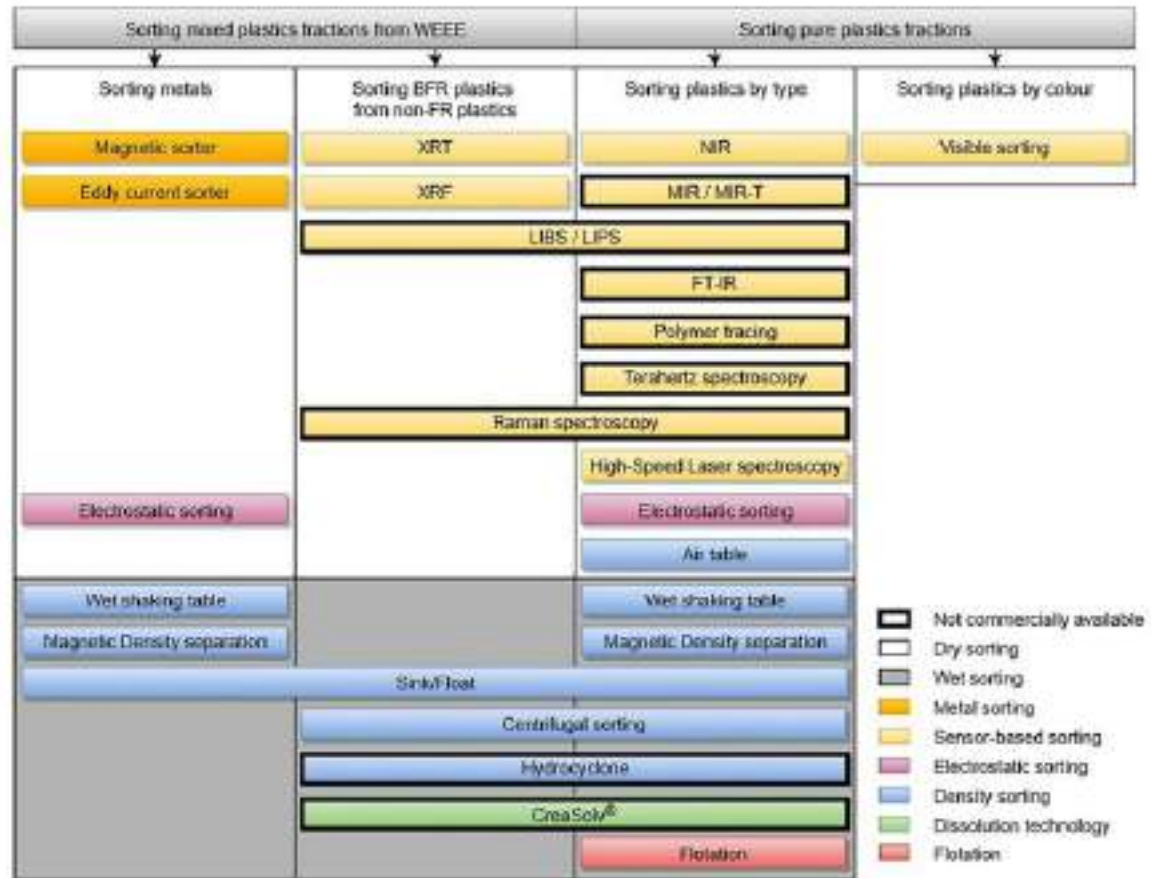 Sorting mixed plastics fractions from WEEE
Sorting pure plastics fractions
Sorting metals
Sorting BFR plastics
from non-FR plastics
Sorting plastics by type
Sorting plastics by colour
Magnetic sorter
XRT
NIR
Visible sorting
Eddy current sorter
XRF
MIR / MIR-T
LIBS / LIPS
FT-IR
Polymer tracing
Terahertz spectroscopy
Raman spectroscopy
High-Speed Laser spectroscopy
Electrostatic sorting
Electrostatic sorting
Air table
Wet shaking table
Wet shaking table
Magnetic Density separation
Magnetic Density separation
Sink/Float
Centrifugal sorting
Hydrocyclone
CreaSolv®
Flotation
Not commercially available
Dry sorting
Wet sorting
Metal sorting
Sensor-based sorting
Electrostatic sorting
Density sorting
Dissolution technology
Flotation